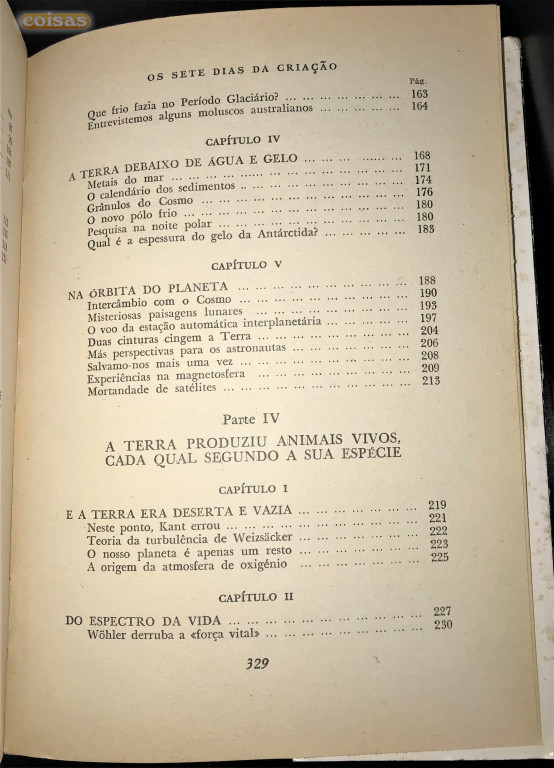 coisas
OS SETE DIAS DA CRIAÇÃO
Pág.
Que frio fazia no Período Glaciário? ... ... ... ... ... ... ... 163
Entrevistemos alguns moluscos australianos ... ... ... ... ... 164
CAPÍTULO IV
A TERRA DEBAIXO DE ÁGUA E GELO ... ... ... ...... ... 168
Metais do mar ... ... ... ... ... ... ... ... ... ... ... 171
O calendário dos sedimentos .. ... ... ... ... ... ... ... 174
Grânulos do Cosmo ... ... ... ... ... ... ... ... ... ... 176
O novo pólo frio ... ... ... ... ... ... ... ... ... ... 180
Pesquisa na noite polar ... ... ... ... ... ... ... ... ... 180
Qual é a espessura do gelo da Antárctida? ... ... ... ... ... 183
CAPÍTULO V
NA ÓRBITA DO PLANETA ... ... ... ... ... ... ... ... ... 188
Intercâmbio com o Cosmo ... ... ... ... ... ... ... ... ... 190
Misteriosas paisagens lunares ... ... ... ... ... ... ... ... 193
O voo da estação automática interplanetária ... ... ... ... ... 197
Duas cinturas cingem a Terra ... ... ... ... ... ... ... ... 204
Más perspectivas para os astronautas ... ... ... ... ... ... 206
Salvamo-nos mais uma vez ... ... ... ... ... ... ... ... ... 208
Experiências na magnetosfera ... ... ... ... ... ... ... ... 209
Mortandade de satélites ... ... ... ... ... ... ... ... ... 213
Parte IV
A TERRA PRODUZIU ANIMAIS VIVOS,
CADA QUAL SEGUNDO A SUA ESPÉCIE
CAPÍTULO I
E A TERRA ERA DESERTA E VAZIA ... ... ... ... ... ... ... 219
Neste ponto, Kant errou ... ... ... ... ... ... ... ... ... 221
Teoria da turbulência de Weizsäcker ... ... ... ... ... ... 222
O nosso planeta é apenas um resto ... ... ... ... ... ... ... 223
A origem da atmosfera de oxigénio ... ... ... ... ... ... ... 225
CAPÍTULO II
DO ESPECTRO DA VIDA ... ... ... ... ... ... ... ... ... ... 227
Wöhler derruba a «força vital» ... ... ... ... ... ... ... ... 230
329